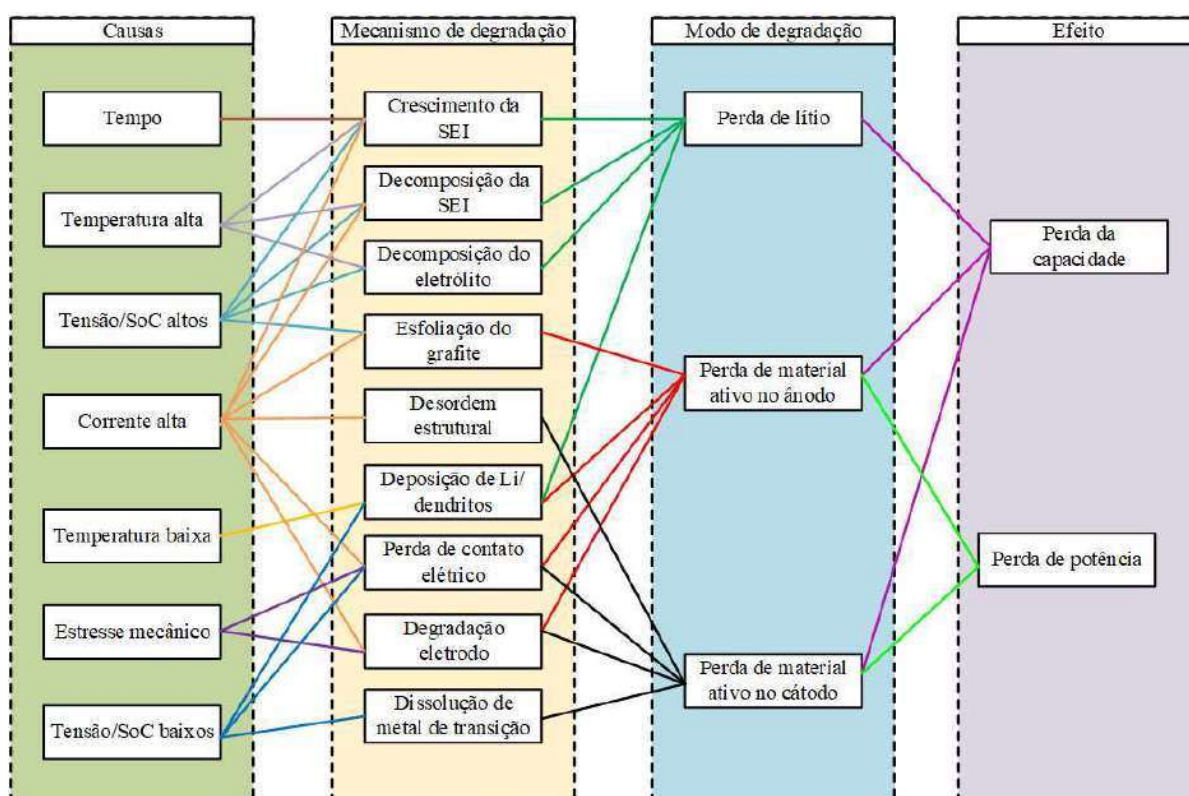 Causas
Tempo
Temperatura alta
Tensão/SoC altos
Corrente alta
Temperatura baixa
Estresse mecânico
Tensão/SoC baixos
Mecanismo de degradação
Crescimento da
SEI
Decomposição da
SEI
Decomposição do
eletrólito
Esfoliação do
grafite
Desordem
estrutural
Deposição de Li/
dendritos
Perda de contato
elétrico
Degradação
eletrodo
Dissolução de
metal de transição
Modo de degradação
Perda de lítio
Perda de material
ativo no ânodo
Perda de material
ativo no cátodo
Efeito
Perda da
capacidade
Perda de potência